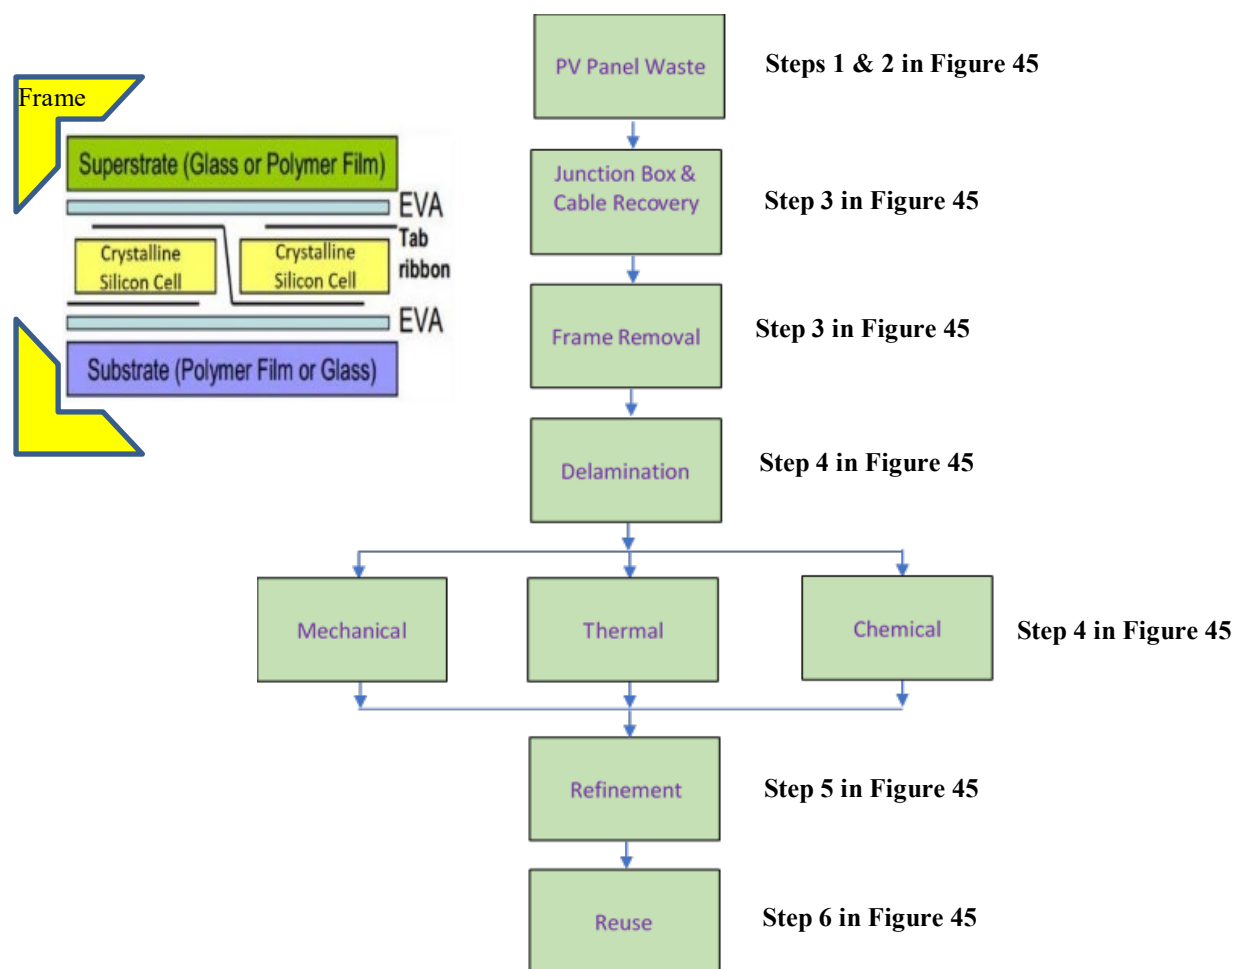 Frame
Superstrate (Glass or Polymer Film)
EVA
Tab
ribbon
Crystalline
Silicon Cell
Crystalline
Silicon Cell
EVA
Substrate (Polymer Film or Glass)
PV Panel Waste
Steps 1 & 2 in Figure 45
Junction Box &
Cable Recovery
Step 3 in Figure 45
Frame Removal
Step 3 in Figure 45
Delamination
Step 4 in Figure 45
Mechanical
Thermal
Chemical
Step 4 in Figure 45
Refinement
Step 5 in Figure 45
Reuse
Step 6 in Figure 45